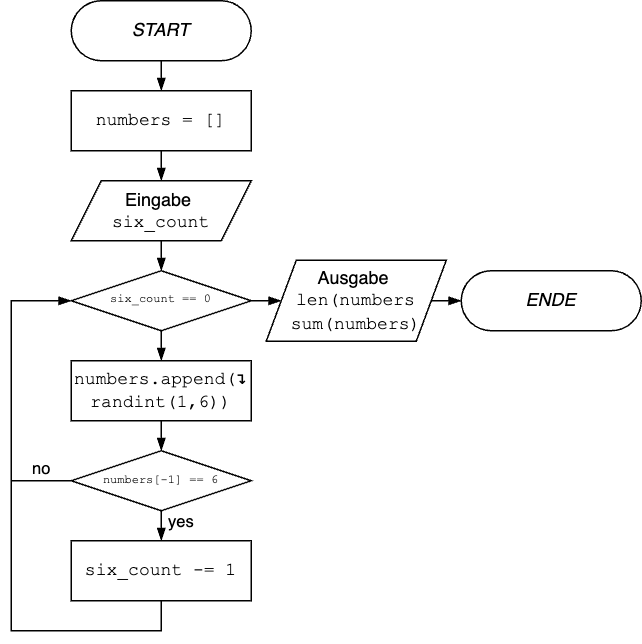 START
numbers = []
Eingabe
six_count
six_count == 0
Ausgabe
len(numbers
sum(numbers)
ENDE
numbers.append(↴
randint(1,6))
numbers[-1] == 6
no
yes
six_count -= 1